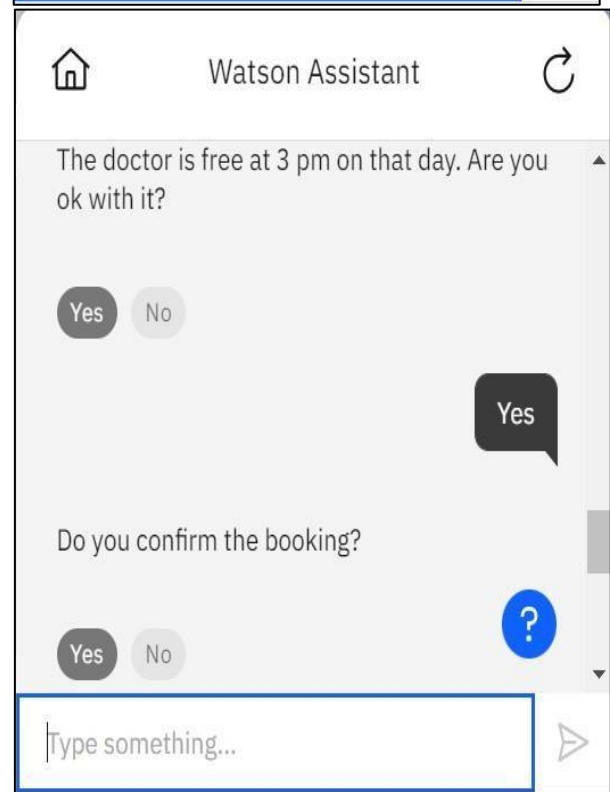 Watson Assistant
The doctor is free at 3 pm on that day. Are you
ok with it?
Yes No
Yes
Do you confirm the booking?
?
Yes No
Type something...